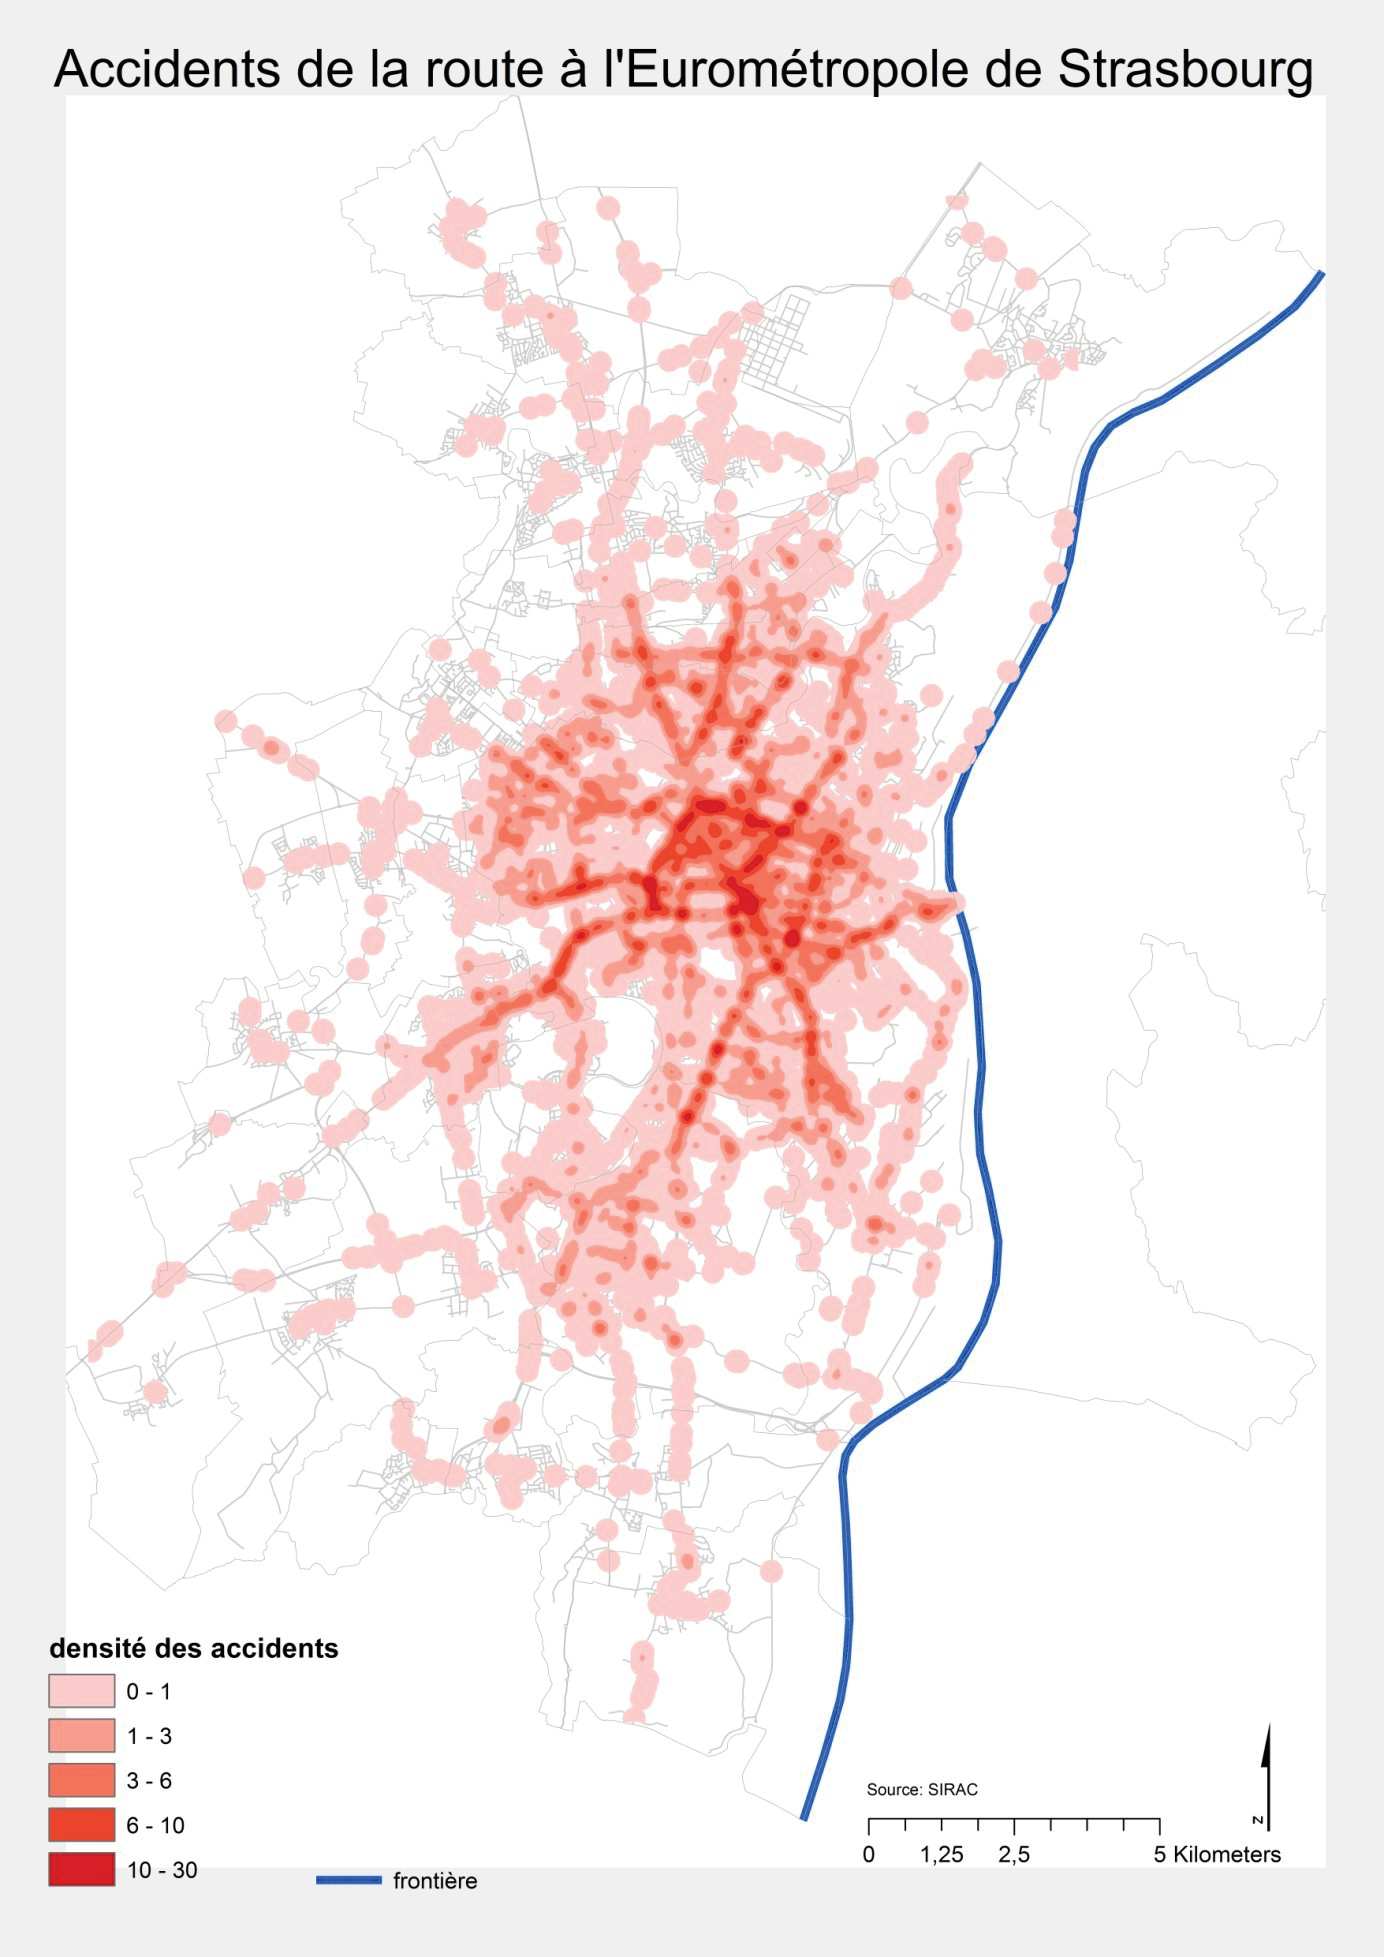 Accidents de la route à l'Eurométropole de Strasbourg
densité des accidents
0 - 1
1 - 3
3 - 6
6 - 10
10 - 30
frontière
Source: SIRAC
N
0 1,25 2,5 5 Kilometers